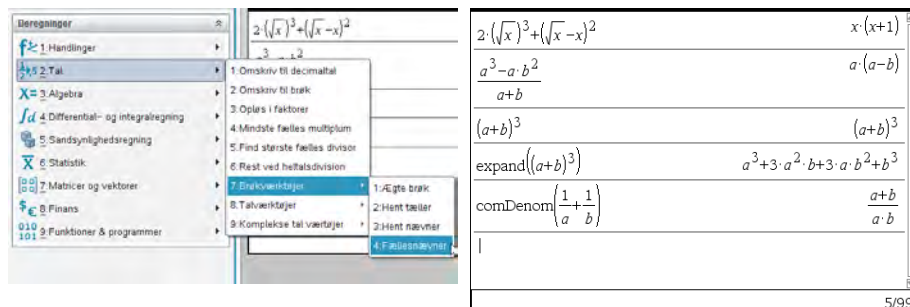 Beregninger
1 Handlinger
2 Tal
3 Algebra
4 Differential- og integralregning
5 Sandsynlighedsregning
6 Statistik
7 Matricer og vektorer
8 Finans
9 Funktioner & programmer
1:Omskriv til decimaltal
2:Omskriv til brøk
3:Opløs i faktorer
4:Mindste fælles multiplum
5:Find største fælles divisor
6:Rest ved heltalsdivision
7:Brøkværktøjer
8:Talværktøjer
9:Komplekse tal værtøjer
1:Ægte brøk
2:Hent tæller
3:Hent nævner
4:Fællesnævner
2·(√x)³+(√x−x)²
2·(√x)³+(√x−x)² x·(x+1)
(a³−a·b²)/(a+b) a·(a−b)
(a+b)³ (a+b)³
expand((a+b)³) a³+3·a²·b+3·a·b²+b³
comDenom(1/a+1/b) (a+b)/(a·b)
5/99